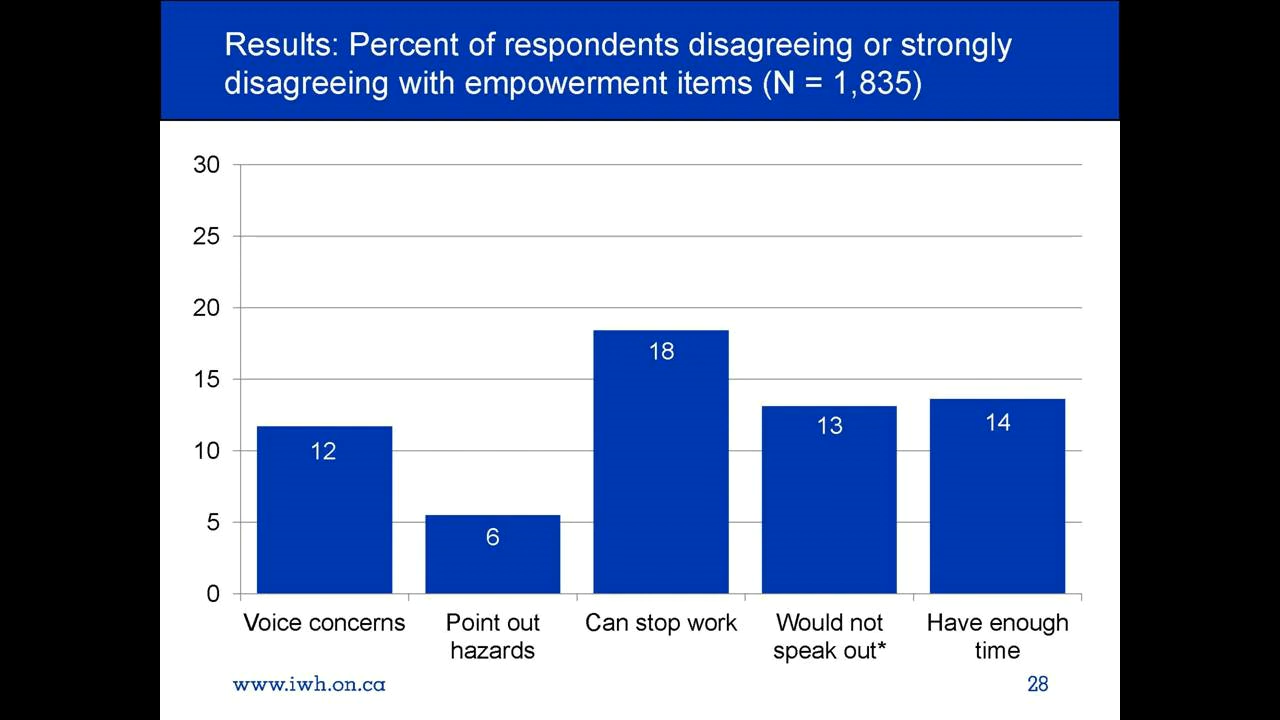 Results: Percent of respondents disagreeing or strongly
disagreeing with empowerment items (N = 1,835)
30
25
20
15
10
5
0
12
6
18
13
14
Voice concerns
Point out
hazards
Can stop work
Would not
speak out*
Have enough
time
www.iwh.on.ca
28